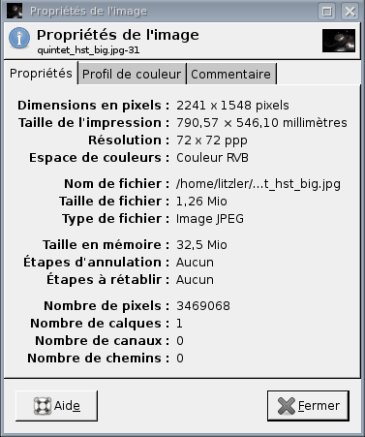 Propriétés de l'image
Propriétés de l'image
quintet_hst_big.jpg-31
Propriétés Profil de couleur Commentaire
Dimensions en pixels : 2241 x 1548 pixels
Taille de l'impression : 790,57 × 546,10 millimètres
Résolution : 72 x 72 ppp
Espace de couleurs : Couleur RVB
Nom de fichier : /home/litzler/...t_hst_big.jpg
Taille de fichier : 1,26 Mio
Type de fichier : Image JPEG
Taille en mémoire : 32,5 Mio
Étapes d'annulation : Aucun
Étapes à rétablir : Aucun
Nombre de pixels : 3469068
Nombre de calques : 1
Nombre de canaux : 0
Nombre de chemins : 0
Aide
Fermer